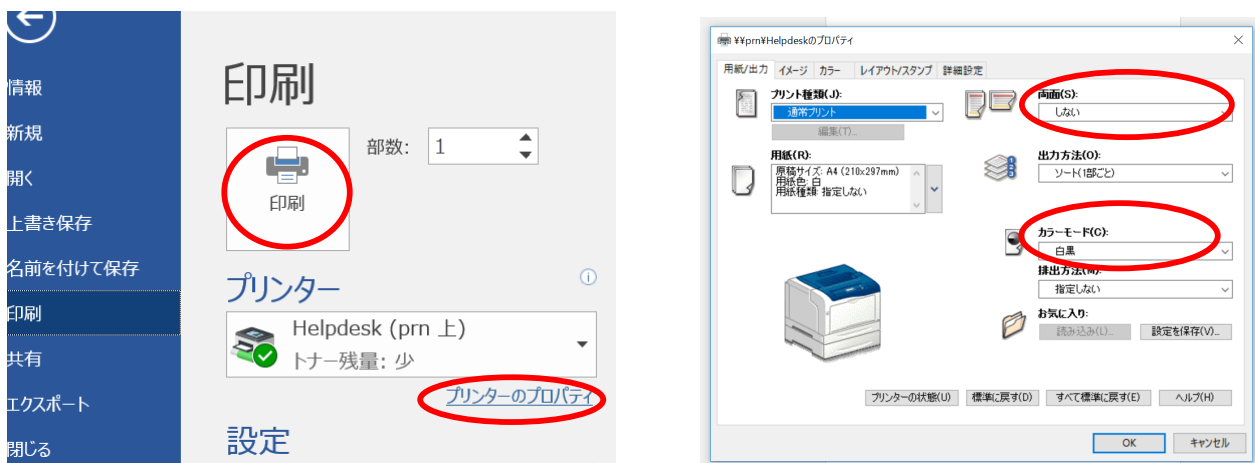 情報
新規
開く
上書き保存
名前を付けて保存
印刷
共有
エクスポート
閉じる
印刷
印刷
部数: 1
プリンター
Helpdesk (prn 上)
トナー残量: 少
プリンターのプロパティ
設定
¥¥prn¥Helpdeskのプロパティ
用紙/出力 イメージ カラー レイアウト/スタンプ 詳細設定
プリント種類(J):
通常プリント
編集(T)...
用紙(R):
原稿サイズ: A4 (210x297mm)
用紙色: 白
用紙種類: 指定しない
両面(S):
しない
出力方法(O):
ソート(1部ごと)
カラーモード(C):
白黒
排出方法(M):
指定しない
お気に入り:
読み込み(L)... 設定を保存(V)...
プリンターの状態(U) 標準に戻す(D) すべて標準に戻す(E) ヘルプ(H)
OK キャンセル